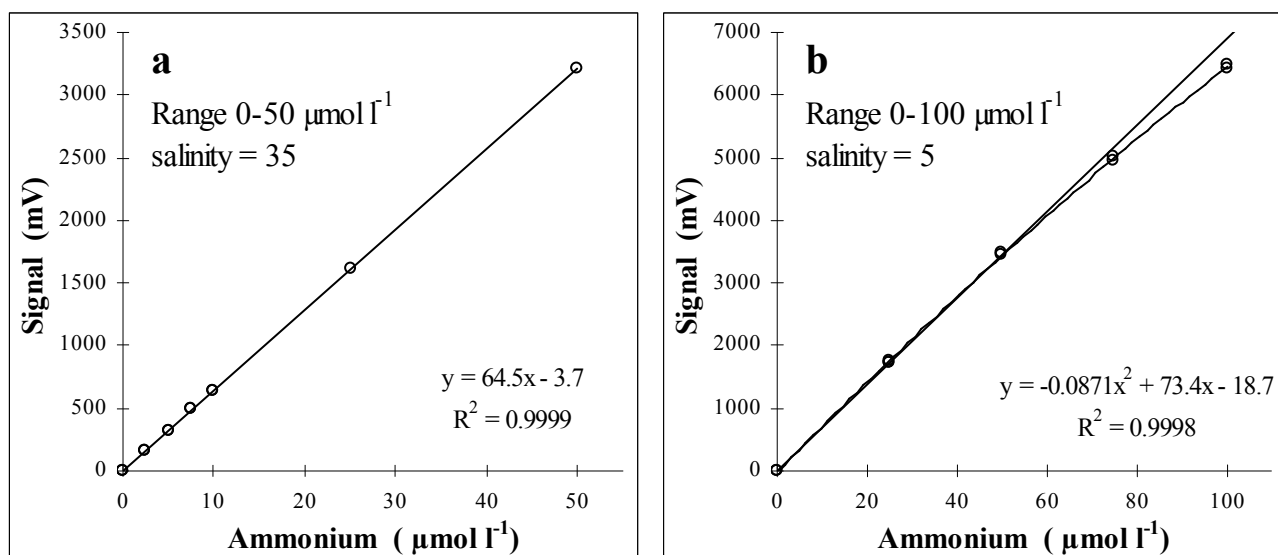 a
Range 0-50 μmol l⁻¹
salinity = 35
3500
3000
2500
2000
1500
1000
500
0
Signal (mV)
y = 64.5x - 3.7
R² = 0.9999
0 10 20 30 40 50
Ammonium ( μmol l⁻¹)
b
Range 0-100 μmol l⁻¹
salinity = 5
7000
6000
5000
4000
3000
2000
1000
0
Signal (mV)
y = -0.0871x² + 73.4x - 18.7
R² = 0.9998
0 20 40 60 80 100
Ammonium ( μmol l⁻¹)